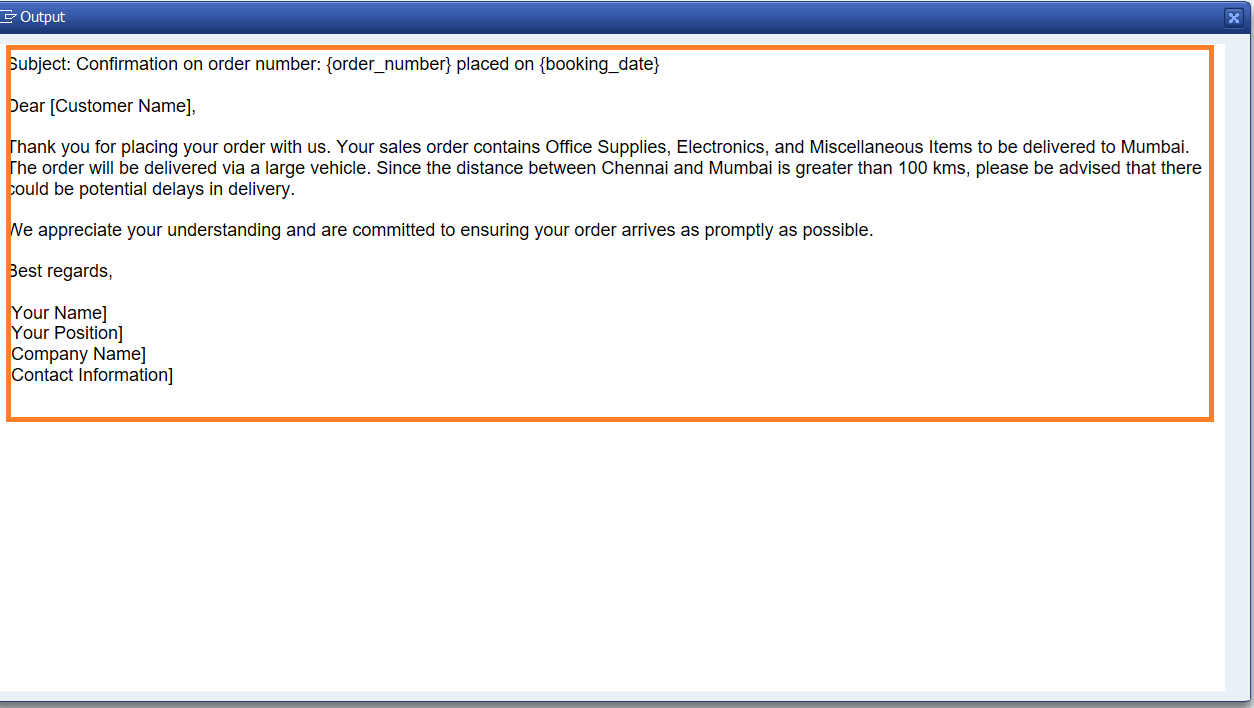 Output
Subject: Confirmation on order number: {order_number} placed on {booking_date}
Dear [Customer Name],
Thank you for placing your order with us. Your sales order contains Office Supplies, Electronics, and Miscellaneous Items to be delivered to Mumbai.
The order will be delivered via a large vehicle. Since the distance between Chennai and Mumbai is greater than 100 kms, please be advised that there
could be potential delays in delivery.
We appreciate your understanding and are committed to ensuring your order arrives as promptly as possible.
Best regards,
Your Name]
Your Position]
Company Name]
Contact Information]